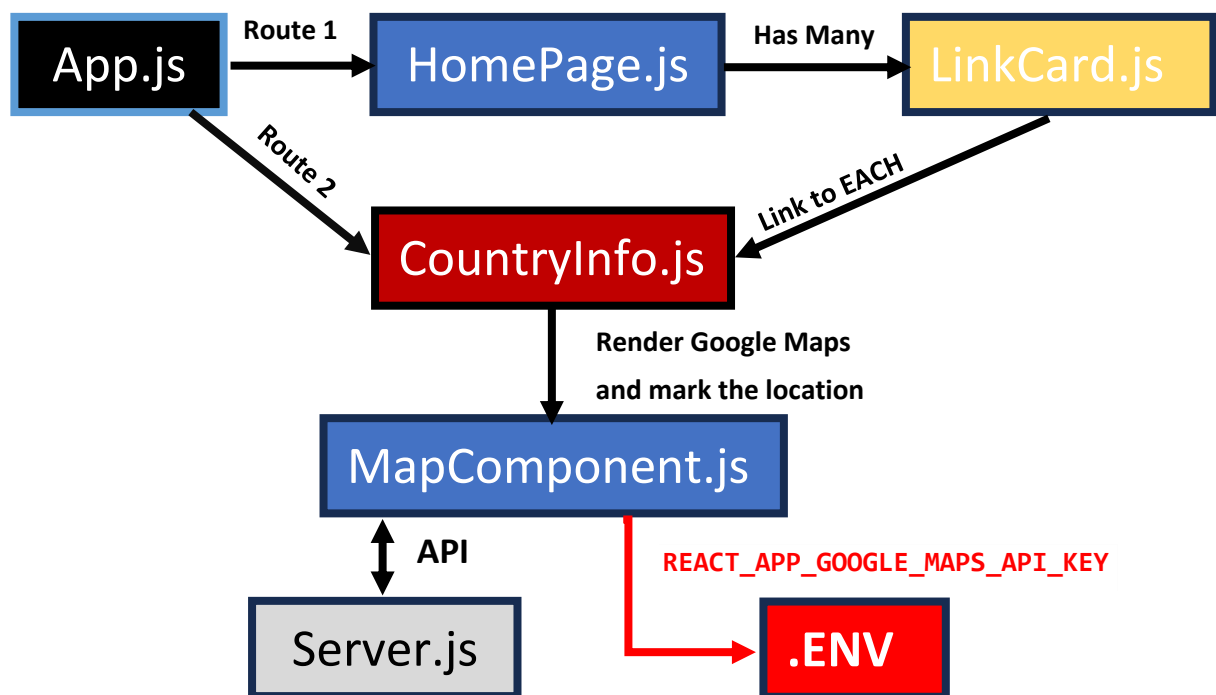 App.js
Route 1
HomePage.js
Has Many
LinkCard.js
Route 2
Link to EACH
CountryInfo.js
Render Google Maps
and mark the location
MapComponent.js
API
REACT_APP_GOOGLE_MAPS_API_KEY
Server.js
.ENV